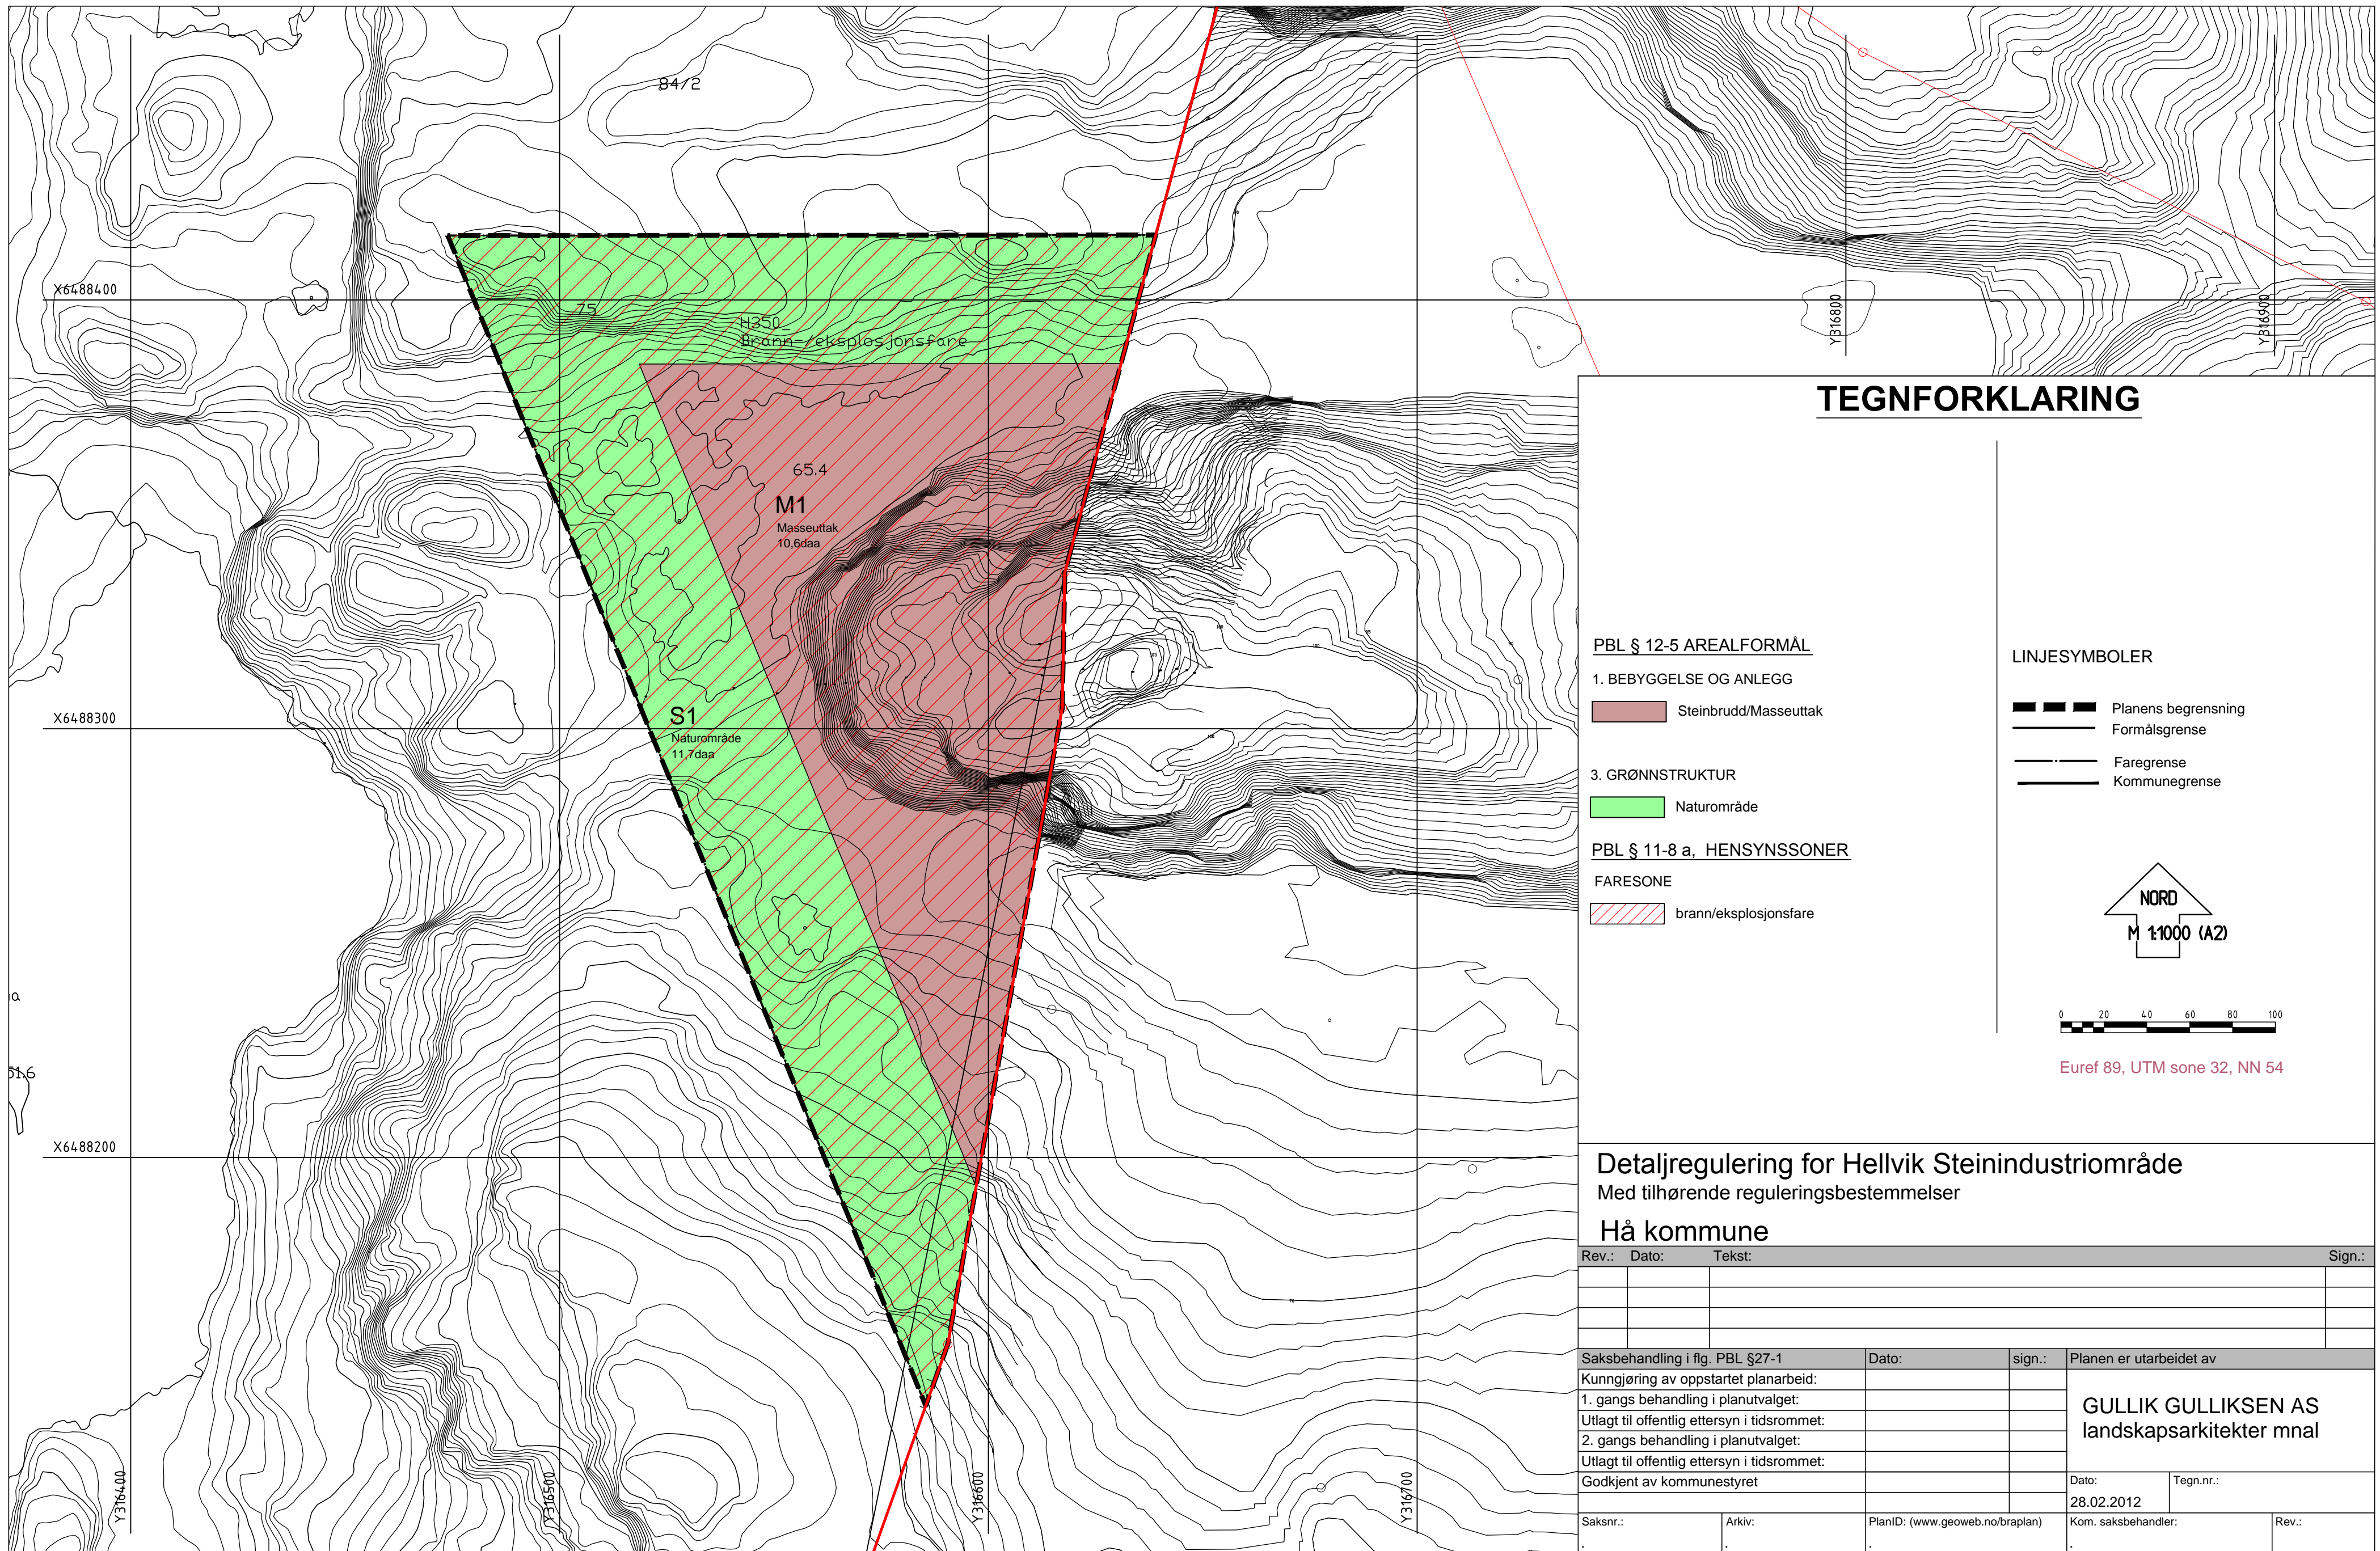 84/2
X6488400
75
H350_
Brann-/eksplosjonsfare
Y316800
Y316900
65.4
M1
Masseuttak
10,6daa
X6488300
S1
Naturområde
11,7daa
X6488200
Y316400
Y316500
Y316600
Y316700
TEGNFORKLARING
PBL § 12-5 AREALFORMÅL
1. BEBYGGELSE OG ANLEGG
Steinbrudd/Masseuttak
3. GRØNNSTRUKTUR
Naturområde
PBL § 11-8 a, HENSYNSSONER
FARESONE
brann/eksplosjonsfare
LINJESYMBOLER
Planens begrensning
Formålsgrense
Faregrense
Kommunegrense
NORD
M 1:1000 (A2)
0 20 40 60 80 100
Euref 89, UTM sone 32, NN 54
Detaljregulering for Hellvik Steinindustriområde
Med tilhørende reguleringsbestemmelser
Hå kommune
Rev.: Dato: Tekst: Sign.:
Saksbehandling i flg. PBL §27-1 Dato: sign.: Planen er utarbeidet av
Kunngjøring av oppstartet planarbeid:
1. gangs behandling i planutvalget:
Utlagt til offentlig ettersyn i tidsrommet:
2. gangs behandling i planutvalget:
Utlagt til offentlig ettersyn i tidsrommet:
Godkjent av kommunestyret
GULLIK GULLIKSEN AS
landskapsarkitekter mnal
Dato: Tegn.nr.:
28.02.2012
Saksnr.: Arkiv: PlanID: (www.geoweb.no/braplan) Kom. saksbehandler: Rev.: